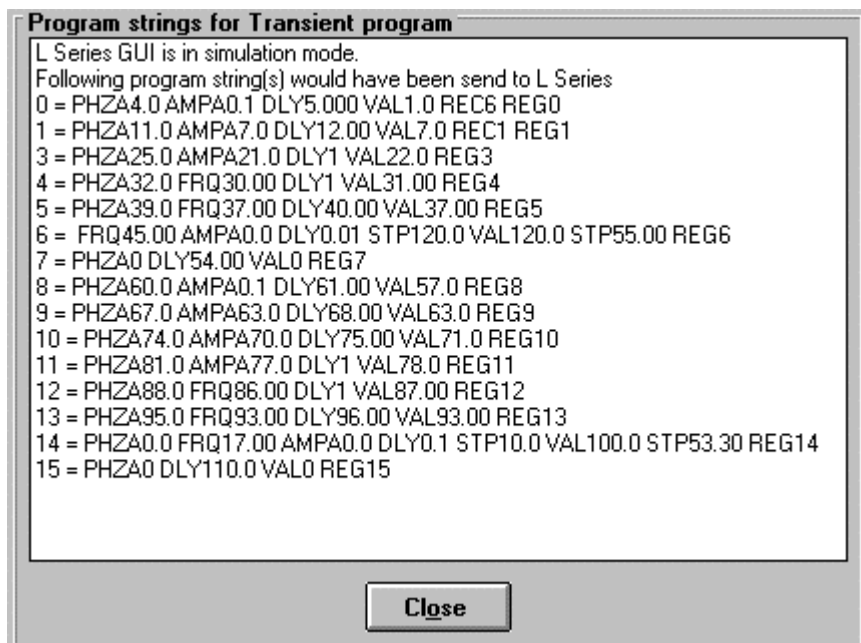 Program strings for Transient program
L Series GUI is in simulation mode.
Following program string(s) would have been send to L Series
0 = PHZA4.0 AMPA0.1 DLY5.000 VAL1.0 REC6 REG0
1 = PHZA11.0 AMPA7.0 DLY12.00 VAL7.0 REC1 REG1
3 = PHZA25.0 AMPA21.0 DLY1 VAL22.0 REG3
4 = PHZA32.0 FRQ30.00 DLY1 VAL31.00 REG4
5 = PHZA39.0 FRQ37.00 DLY40.00 VAL37.00 REG5
6 =  FRQ45.00 AMPA0.0 DLY0.01 STP120.0 VAL120.0 STP55.00 REG6
7 = PHZA0 DLY54.00 VAL0 REG7
8 = PHZA60.0 AMPA0.1 DLY61.00 VAL57.0 REG8
9 = PHZA67.0 AMPA63.0 DLY68.00 VAL63.0 REG9
10 = PHZA74.0 AMPA70.0 DLY75.00 VAL71.0 REG10
11 = PHZA81.0 AMPA77.0 DLY1 VAL78.0 REG11
12 = PHZA88.0 FRQ86.00 DLY1 VAL87.00 REG12
13 = PHZA95.0 FRQ93.00 DLY96.00 VAL93.00 REG13
14 = PHZA0.0 FRQ17.00 AMPA0.0 DLY0.1 STP10.0 VAL100.0 STP53.30 REG14
15 = PHZA0 DLY110.0 VAL0 REG15
Close